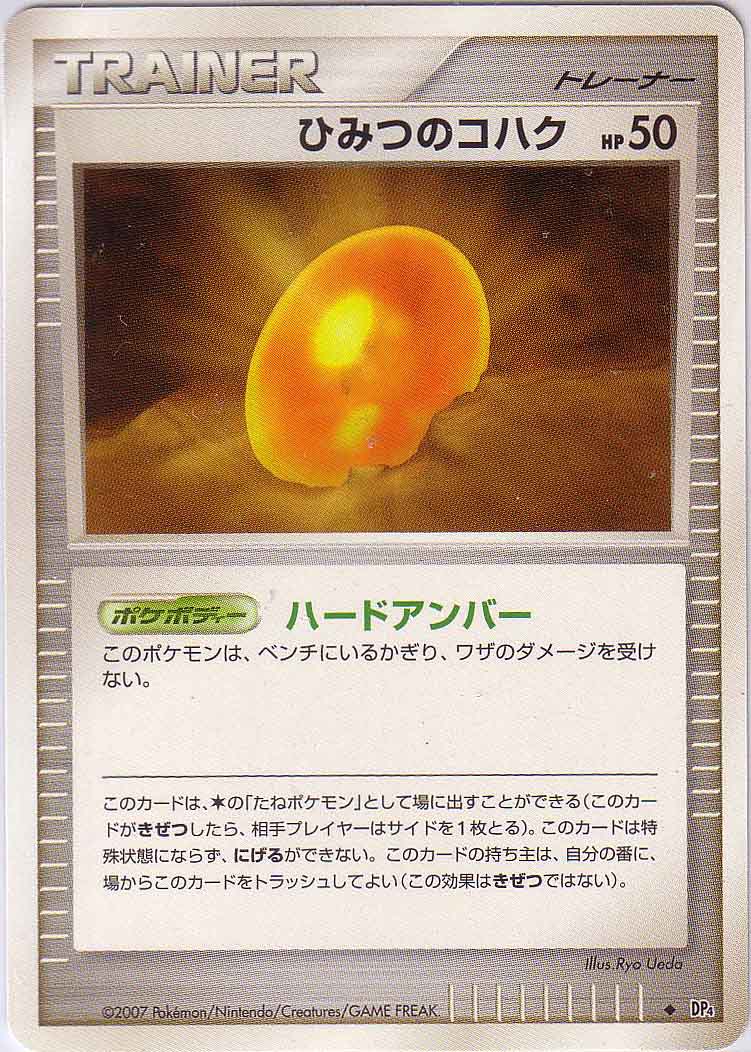 TRAINER
トレーナー
ひみつのコハク HP 50
ポケボディー ハードアンバー
このポケモンは、ベンチにいるかぎり、ワザのダメージを受け
ない。
このカードは、✶の「たねポケモン」として場に出すことができる（このカー
ドがきぜつしたら、相手プレイヤーはサイドを1枚とる）。このカードは特
殊状態にならず、にげるができない。このカードの持ち主は、自分の番に、
場からこのカードをトラッシュしてよい（この効果はきぜつではない）。
Illus.Ryo Ueda
©2007 Pokémon/Nintendo/Creatures/GAME FREAK.
◆ DP4